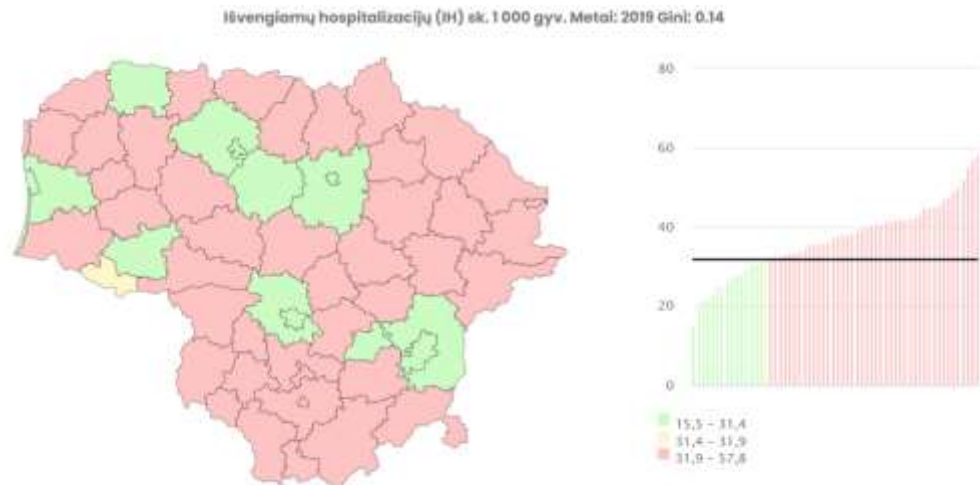 Išvengiamų hospitalizacijų (IH) sk. 1 000 gyv. Metai: 2019 Gini: 0.14
80
60
40
20
0
15,5 – 31,4
31,4 – 31,9
31,9 – 57,8